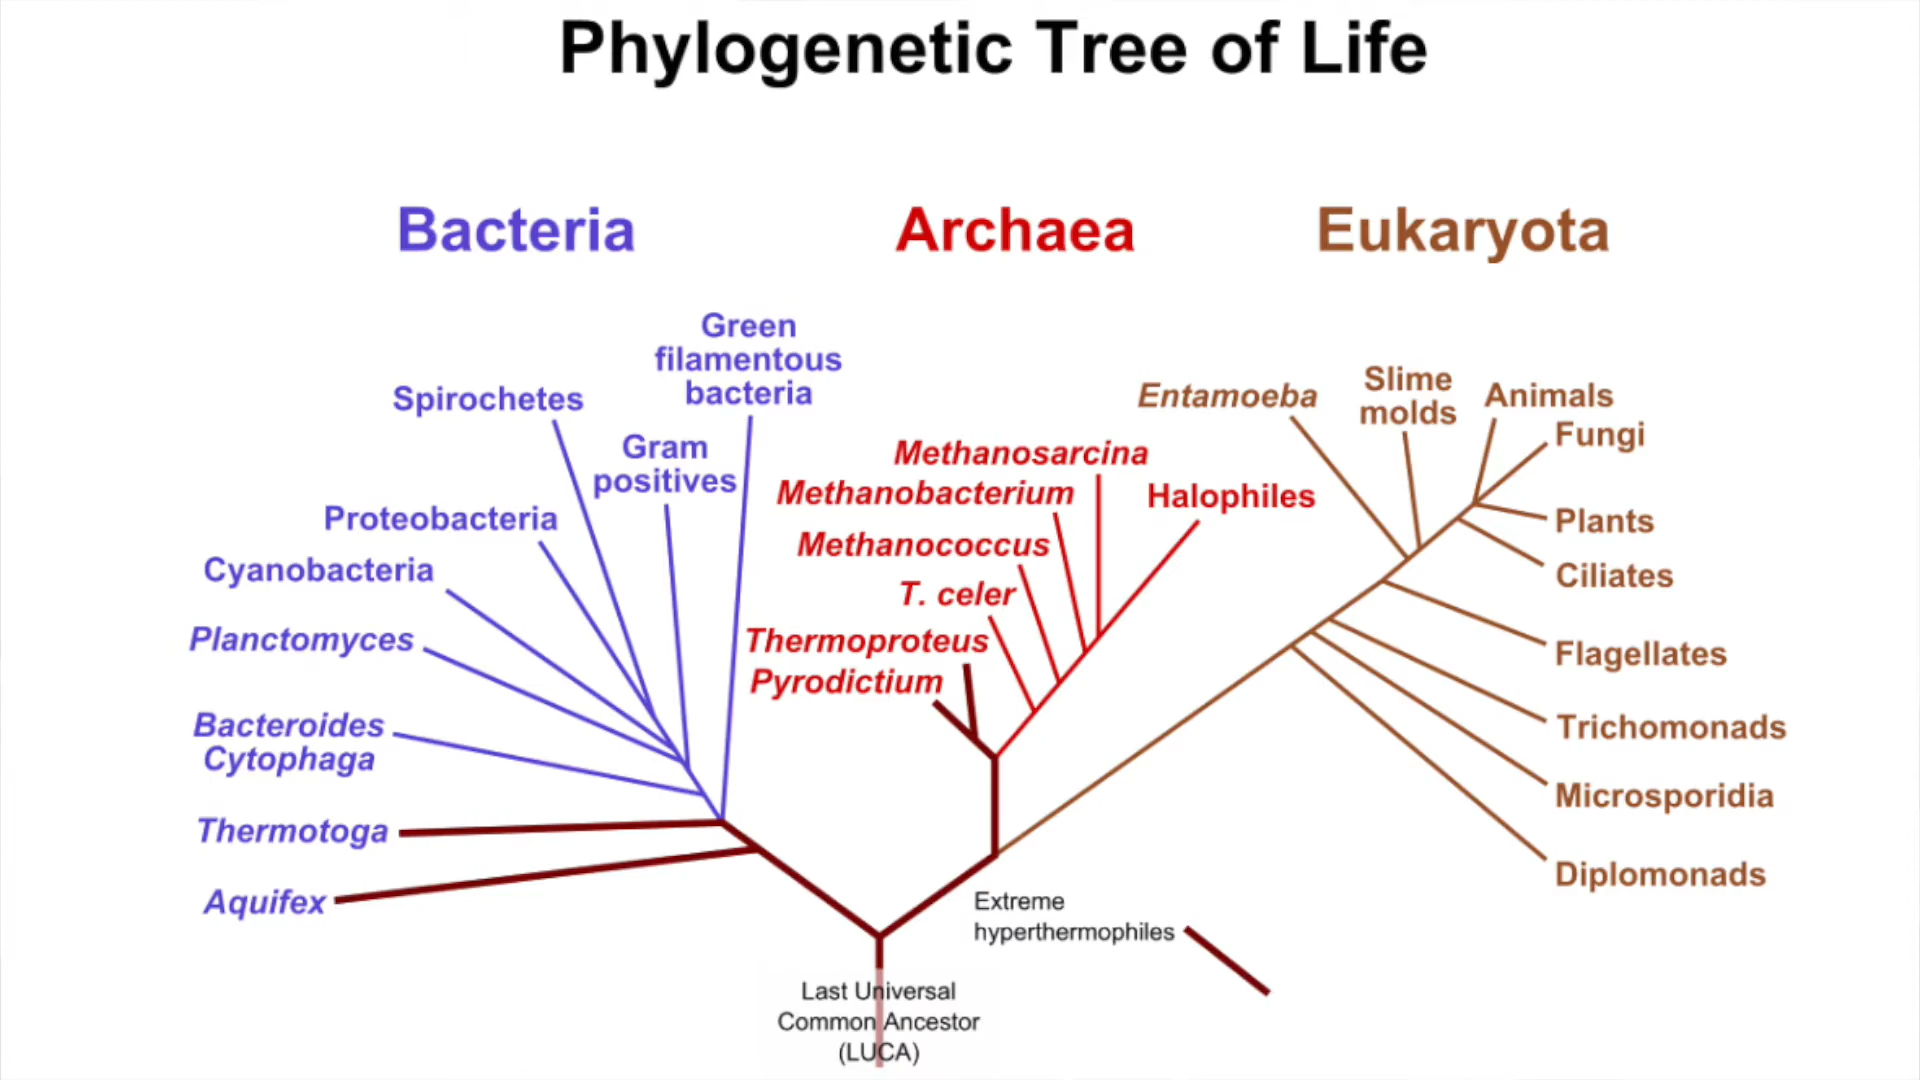 Phylogenetic Tree of Life
Bacteria
Archaea
Eukaryota
Green
filamentous
bacteria
Spirochetes
Gram
positives
Proteobacteria
Cyanobacteria
Planctomyces
Bacteroides
Cytophaga
Thermotoga
Aquifex
Methanosarcina
Methanobacterium
Halophiles
Methanococcus
T. celer
Thermoproteus
Pyrodictium
Entamoeba
Slime
molds
Animals
Fungi
Plants
Ciliates
Flagellates
Trichomonads
Microsporidia
Diplomonads
Extreme
hyperthermophiles
Last Universal
Common Ancestor
(LUCA)